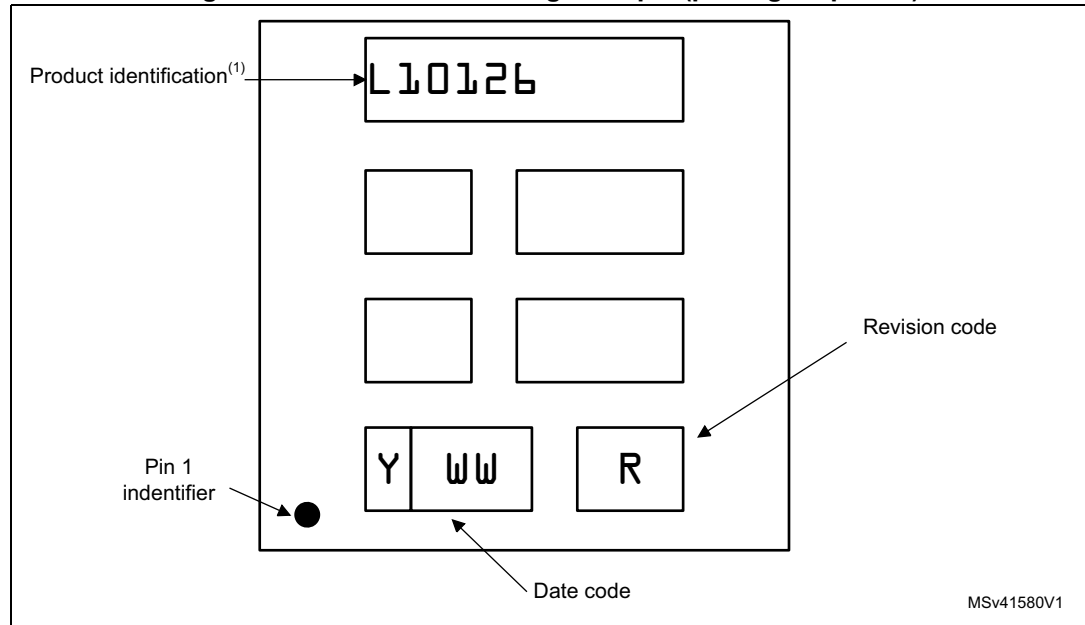 Product identification(1)
L10126
Revision code
Y WW R
Pin 1
indentifier
Date code
MSv41580V1